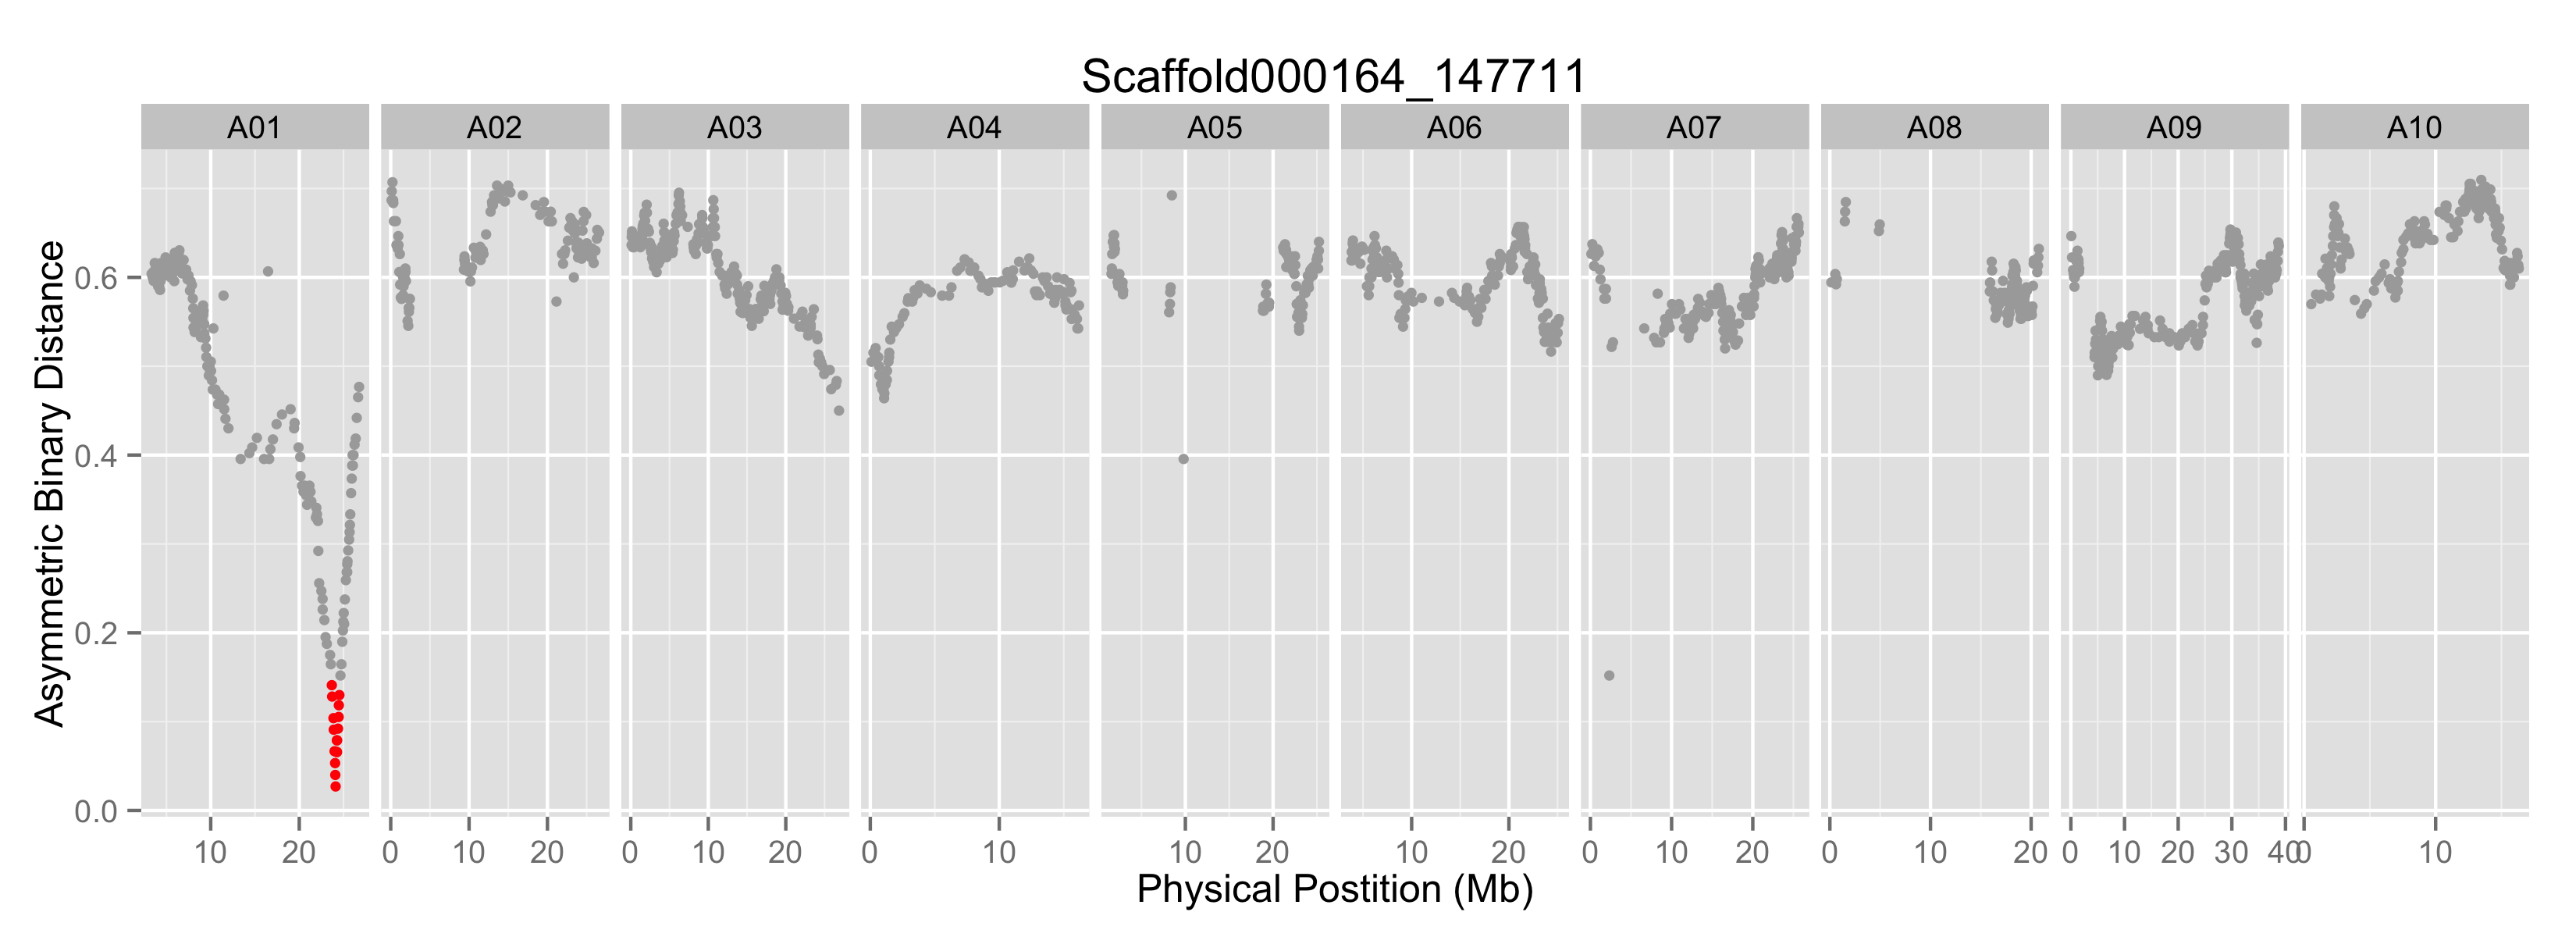 Scaffold000164_147711
A01 A02 A03 A04 A05 A06 A07 A08 A09 A10
Asymmetric Binary Distance
0.6
0.4
0.2
0.0
10 20 0 10 20 0 10 20 0 10 10 20 10 20 0 10 20 0 10 20 0 10 20 30 40 0 10
Physical Postition (Mb)